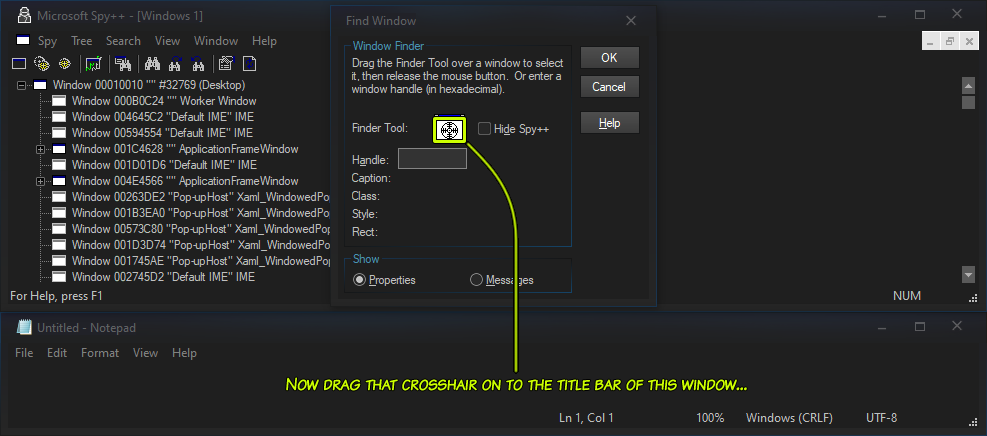 Microsoft Spy++ - [Windows 1]
Spy Tree Search View Window Help
Window 00010010 "" #32769 (Desktop)
Window 000B0C24 "" Worker Window
Window 004645C2 "Default IME" IME
Window 00594554 "Default IME" IME
Window 001C4628 "" ApplicationFrameWindow
Window 001D01D6 "Default IME" IME
Window 004E4566 "" ApplicationFrameWindow
Window 00263DE2 "Pop-upHost" Xaml_WindowedPo
Window 001B3EA0 "Pop-upHost" Xaml_WindowedPo
Window 00573C80 "Pop-upHost" Xaml_WindowedPo
Window 001D3D74 "Pop-upHost" Xaml_WindowedPo
Window 001745AE "Pop-upHost" Xaml_WindowedPo
Window 002745D2 "Default IME" IME
For Help, press F1
NUM
Find Window
Window Finder
Drag the Finder Tool over a window to select
it, then release the mouse button. Or enter a
window handle (in hexadecimal).
Finder Tool:
Hide Spy++
Handle:
Caption:
Class:
Style:
Rect:
Show
Properties
Messages
OK
Cancel
Help
Untitled - Notepad
File Edit Format View Help
Now drag that crosshair on to the title bar of this window...
Ln 1, Col 1 100% Windows (CRLF) UTF-8